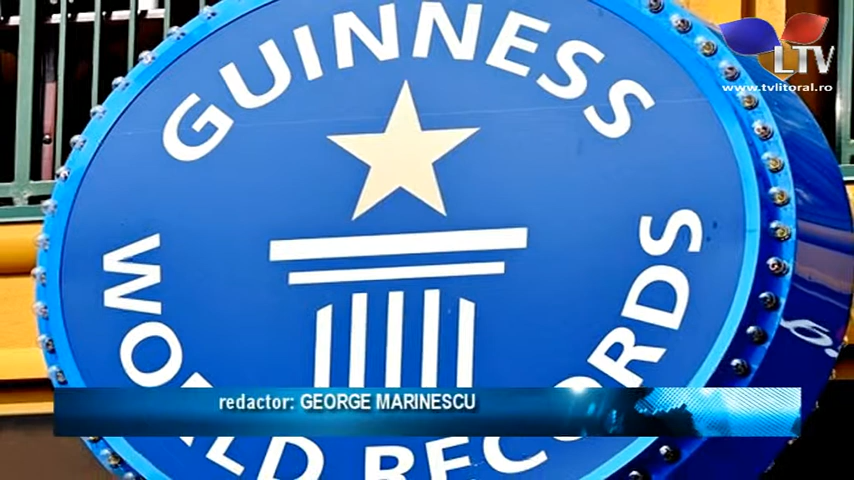 GUINNESS
WORLD RECORDS
LTV
www.tvlitoral.ro
redactor: GEORGE MARINESCU